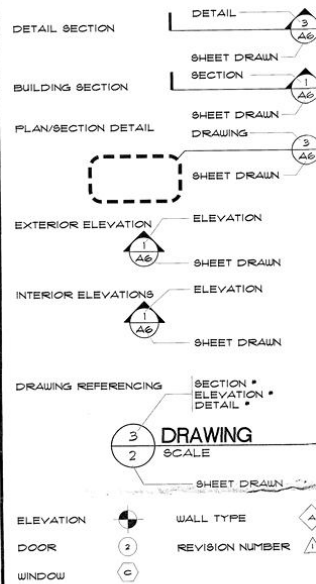 DETAIL
DETAIL SECTION
3
A6
SHEET DRAWN
SECTION
BUILDING SECTION
1
A6
SHEET DRAWN
PLAN/SECTION DETAIL
DRAWING
3
A6
SHEET DRAWN
EXTERIOR ELEVATION
ELEVATION
1
A6
SHEET DRAWN
INTERIOR ELEVATIONS
ELEVATION
1
A6
SHEET DRAWN
DRAWING REFERENCING
SECTION *
ELEVATION *
DETAIL *
3 DRAWING
2 SCALE
SHEET DRAWN
ELEVATION
WALL TYPE A
DOOR 2
REVISION NUMBER 1
WINDOW C